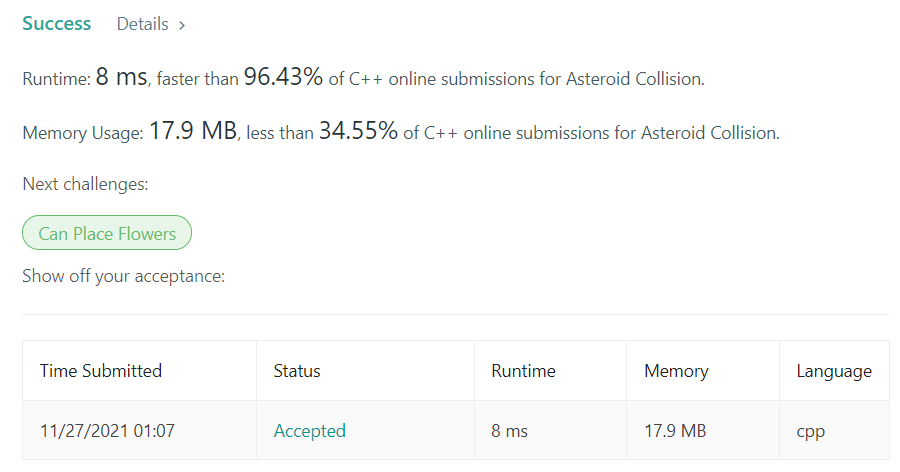 Success Details >
Runtime: 8 ms, faster than 96.43% of C++ online submissions for Asteroid Collision.
Memory Usage: 17.9 MB, less than 34.55% of C++ online submissions for Asteroid Collision.
Next challenges:
Can Place Flowers
Show off your acceptance:
Time Submitted Status Runtime Memory Language
11/27/2021 01:07 Accepted 8 ms 17.9 MB cpp